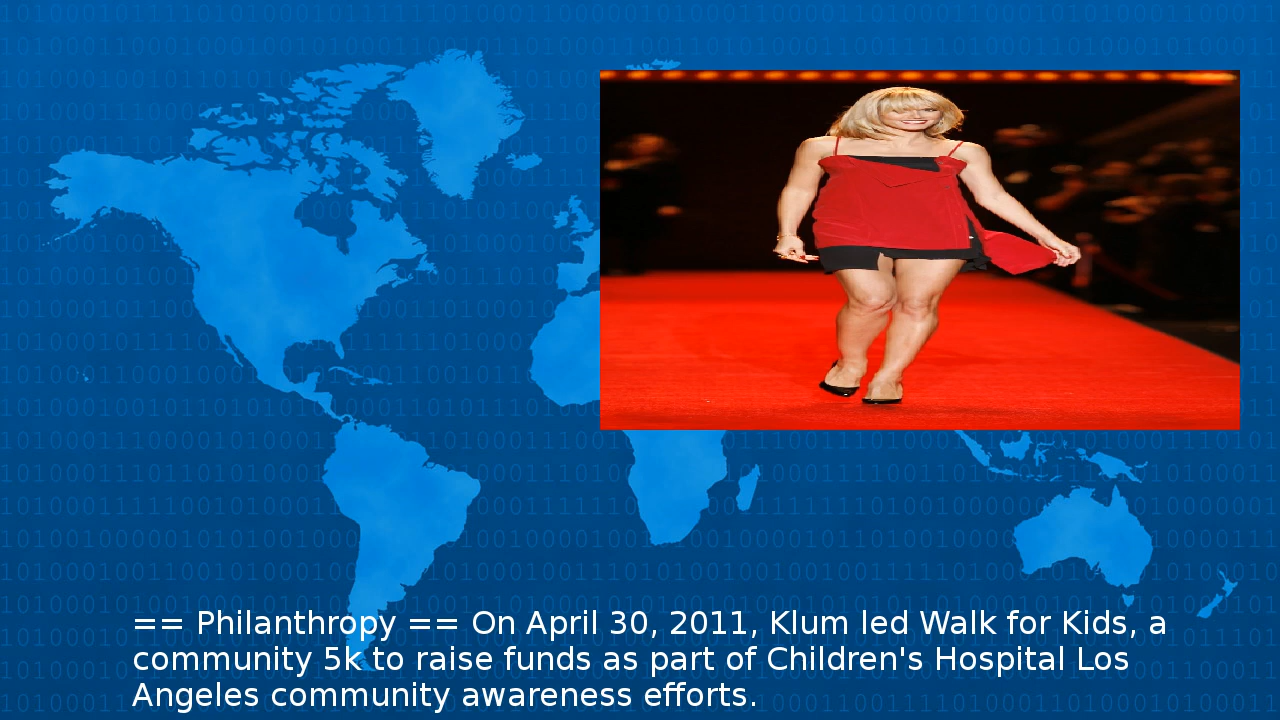 == Philanthropy == On April 30, 2011, Klum led Walk for Kids, a
community 5k to raise funds as part of Children's Hospital Los
Angeles community awareness efforts.